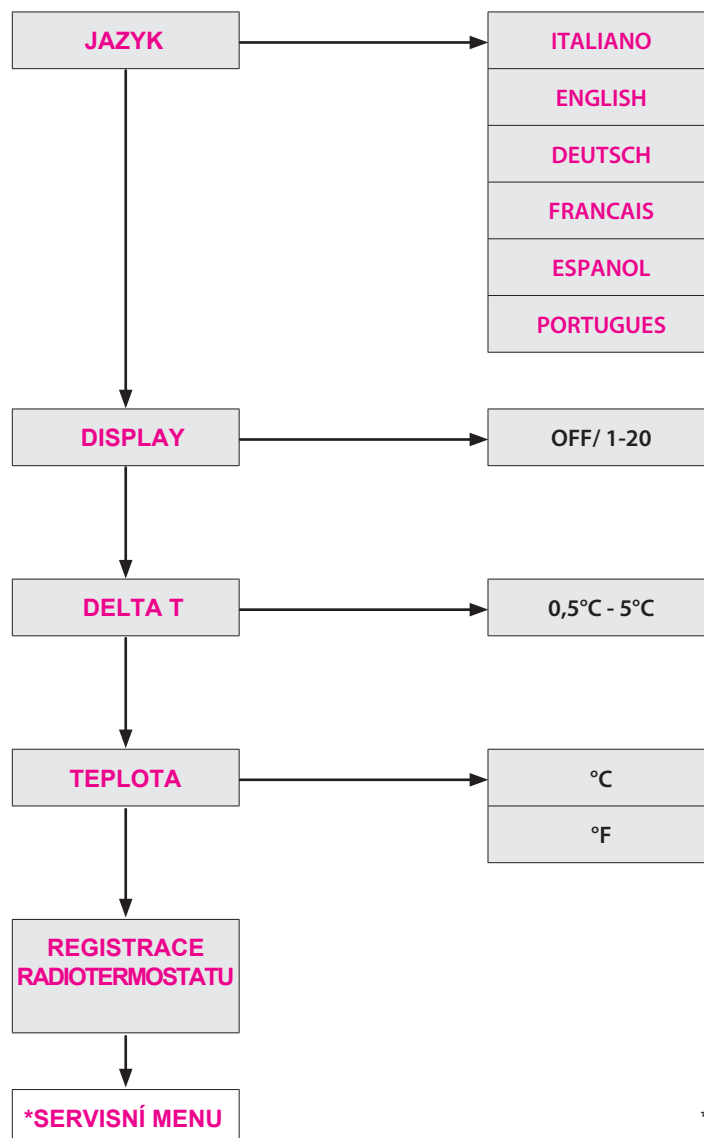 JAZYK
ITALIANO
ENGLISH
DEUTSCH
FRANCAIS
ESPANOL
PORTUGUES
DISPLAY
OFF/ 1-20
DELTA T
0,5°C - 5°C
TEPLOTA
°C
°F
REGISTRACE
RADIOTERMOSTATU
*SERVISNÍ MENU
*